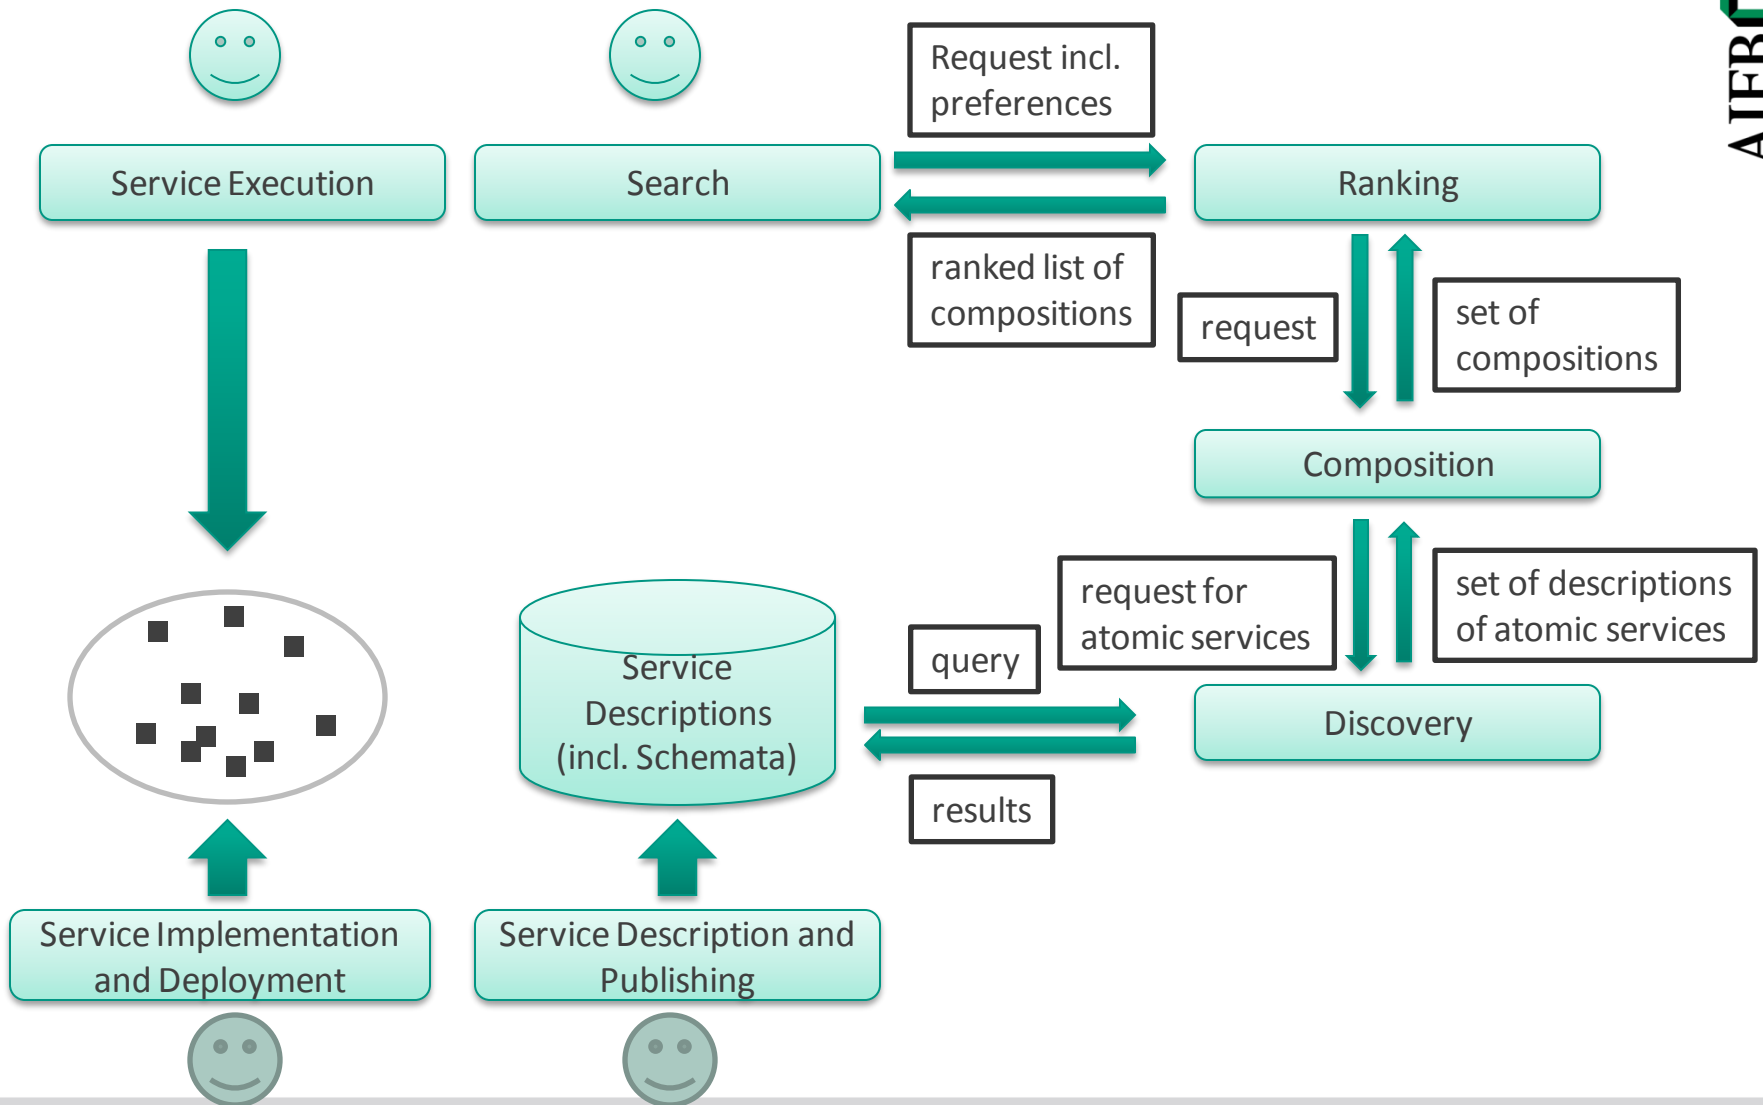 Request incl.
preferences
AIFB
Service Execution
Search
Ranking
ranked list of
compositions
request
set of
compositions
Composition
request for
atomic services
set of descriptions
of atomic services
query
Service
Descriptions
(incl. Schemata)
Discovery
results
Service Implementation
and Deployment
Service Description and
Publishing